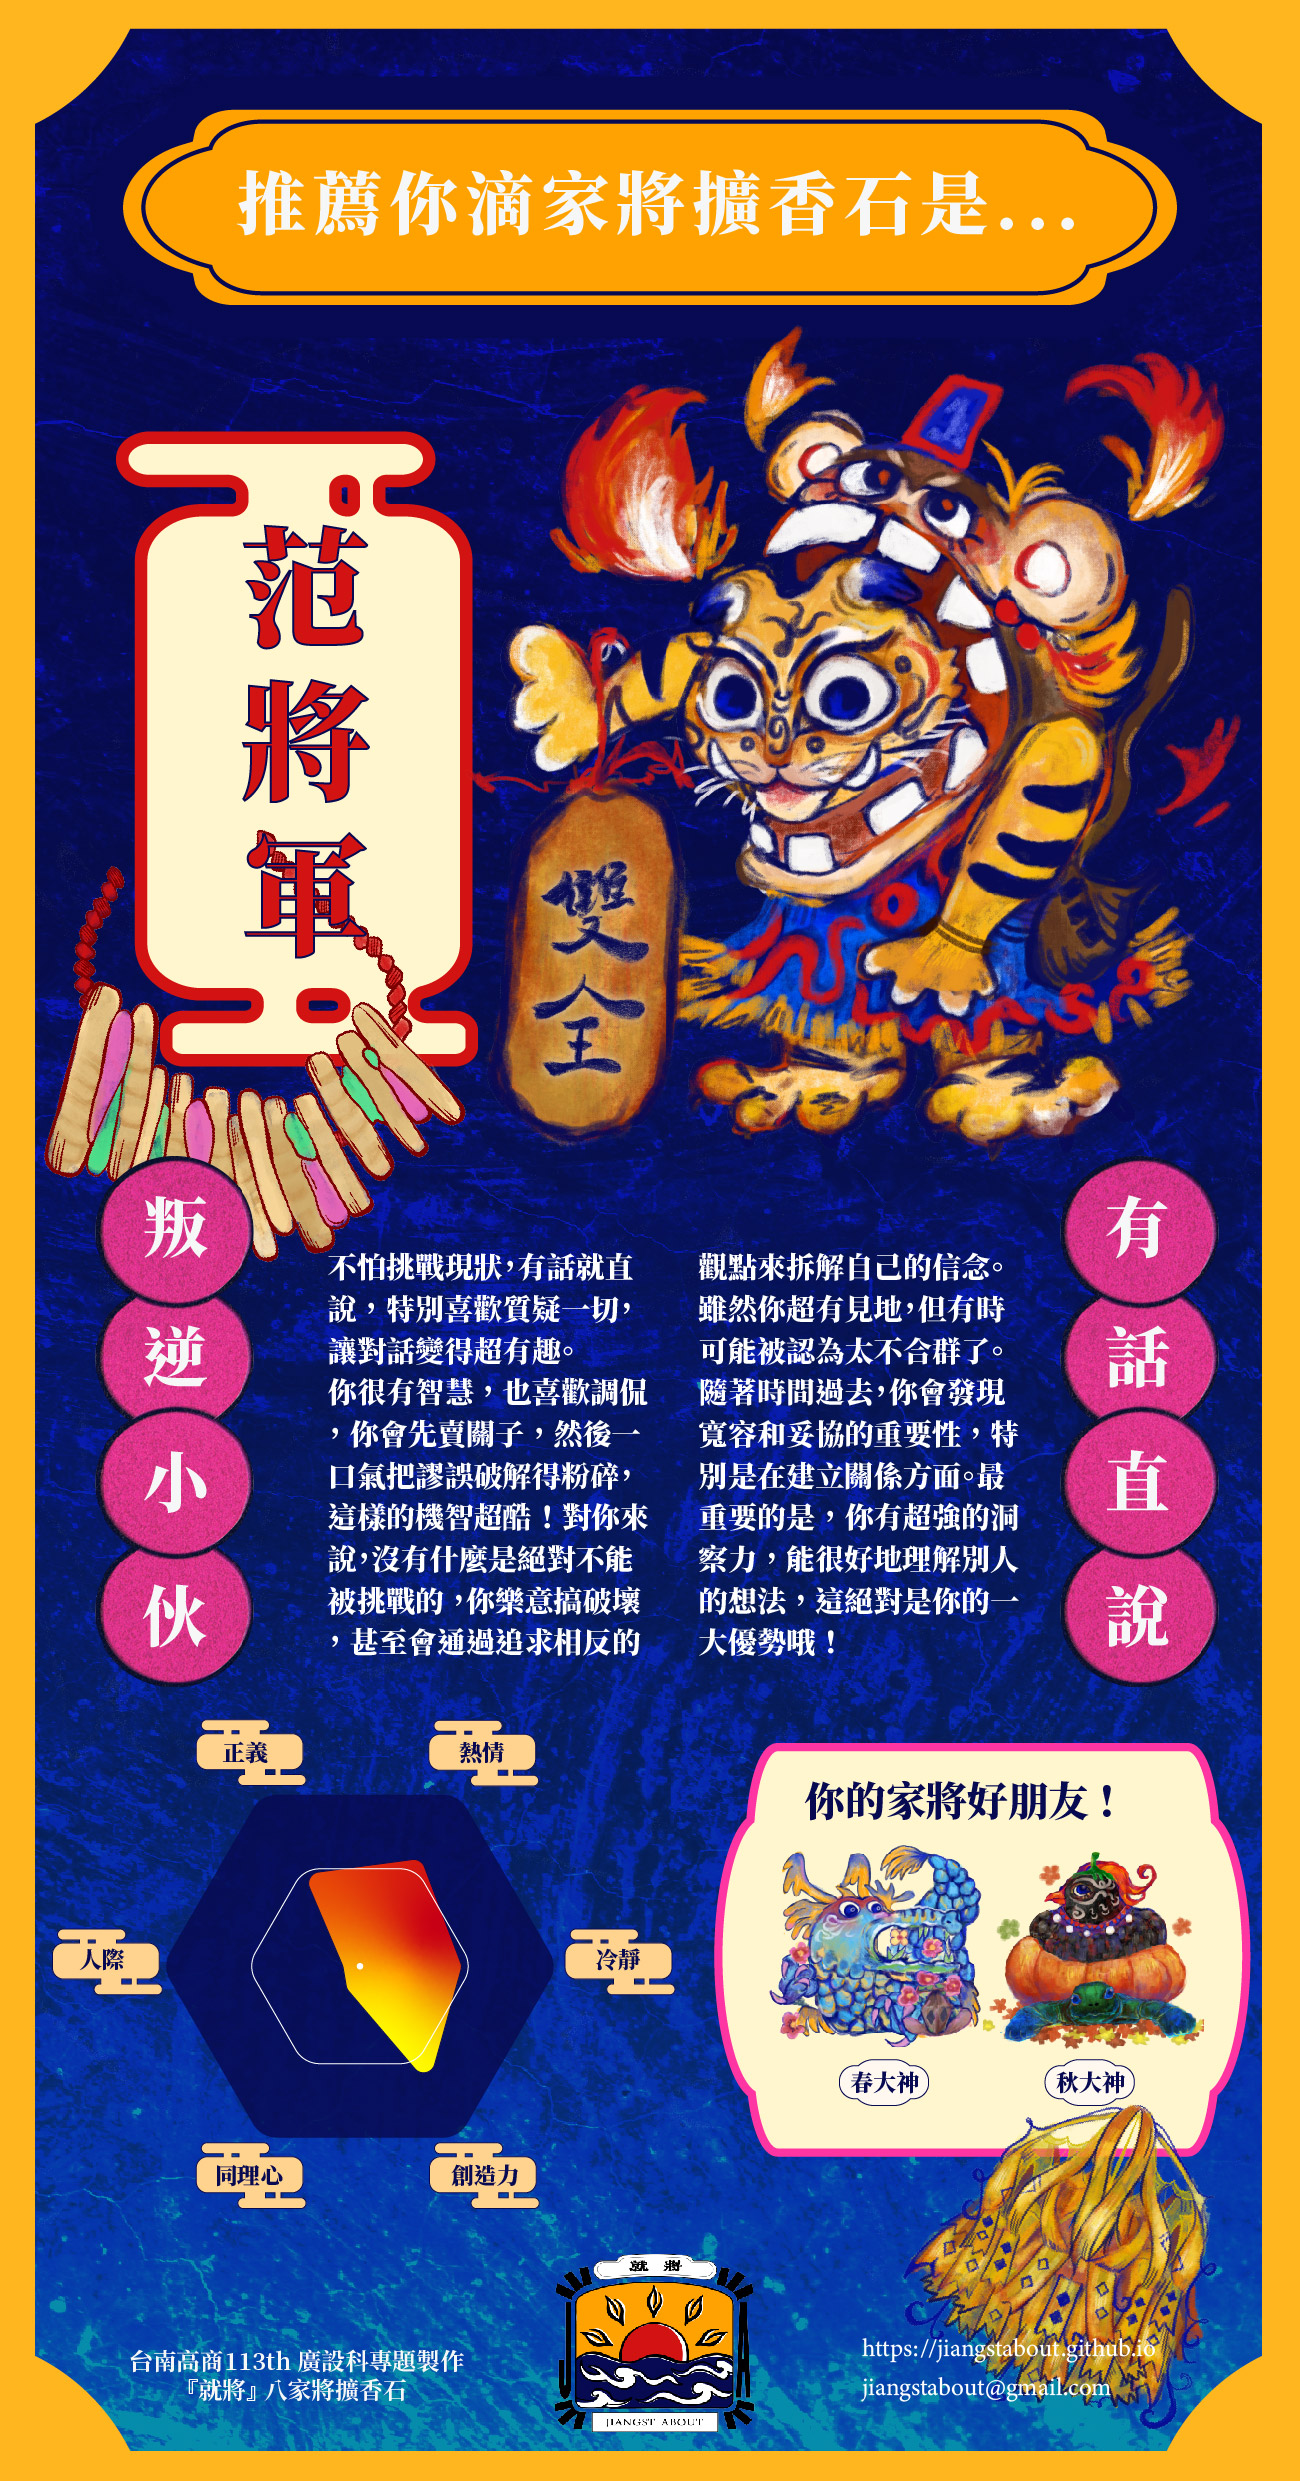 推薦你滴家將擴香石是...
范將軍
雙全
叛逆小伙
不怕挑戰現狀，有話就直
說，特別喜歡質疑一切，
讓對話變得超有趣。
你很有智慧，也喜歡調侃
，你會先賣關子，然後一
口氣把謬誤破解得粉碎，
這樣的機智超酷！對你來
說，沒有什麼是絕對不能
被挑戰的，你樂意搞破壞
，甚至會通過追求相反的
觀點來拆解自己的信念。
雖然你超有見地，但有時
可能被認為太不合群了。
隨著時間過去，你會發現
寬容和妥協的重要性，特
別是在建立關係方面。最
重要的是，你有超強的洞
察力，能很好地理解別人
的想法，這絕對是你的一
大優勢哦！
有話直說
正義
熱情
人際
冷靜
同理心
創造力
你的家將好朋友！
春大神
秋大神
台南高商113th 廣設科專題製作
『就將』八家將擴香石
就將
JIANGST ABOUT
https://jiangstabout.github.io
jiangstabout@gmail.com